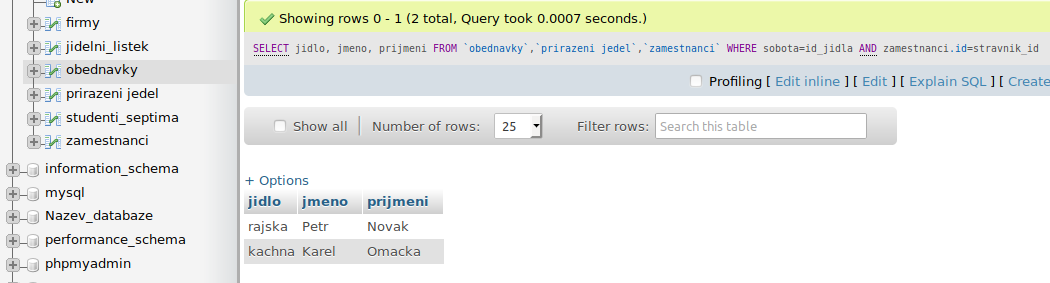 New
firmy
jidelni_listek
obednavky
prirazeni jedel
studenti_septima
zamestnanci
information_schema
mysql
Nazev_databaze
performance_schema
phpmyadmin
Showing rows 0 - 1 (2 total, Query took 0.0007 seconds.)
SELECT jidlo, jmeno, prijmeni FROM `obednavky`,`prirazeni jedel`,`zamestnanci` WHERE sobota=id_jidla AND zamestnanci.id=stravnik_id
Profiling [ Edit inline ] [ Edit ] [ Explain SQL ] [ Create
Show all Number of rows: 25 Filter rows: Search this table
+ Options
jidlo jmeno prijmeni
rajska Petr Novak
kachna Karel Omacka